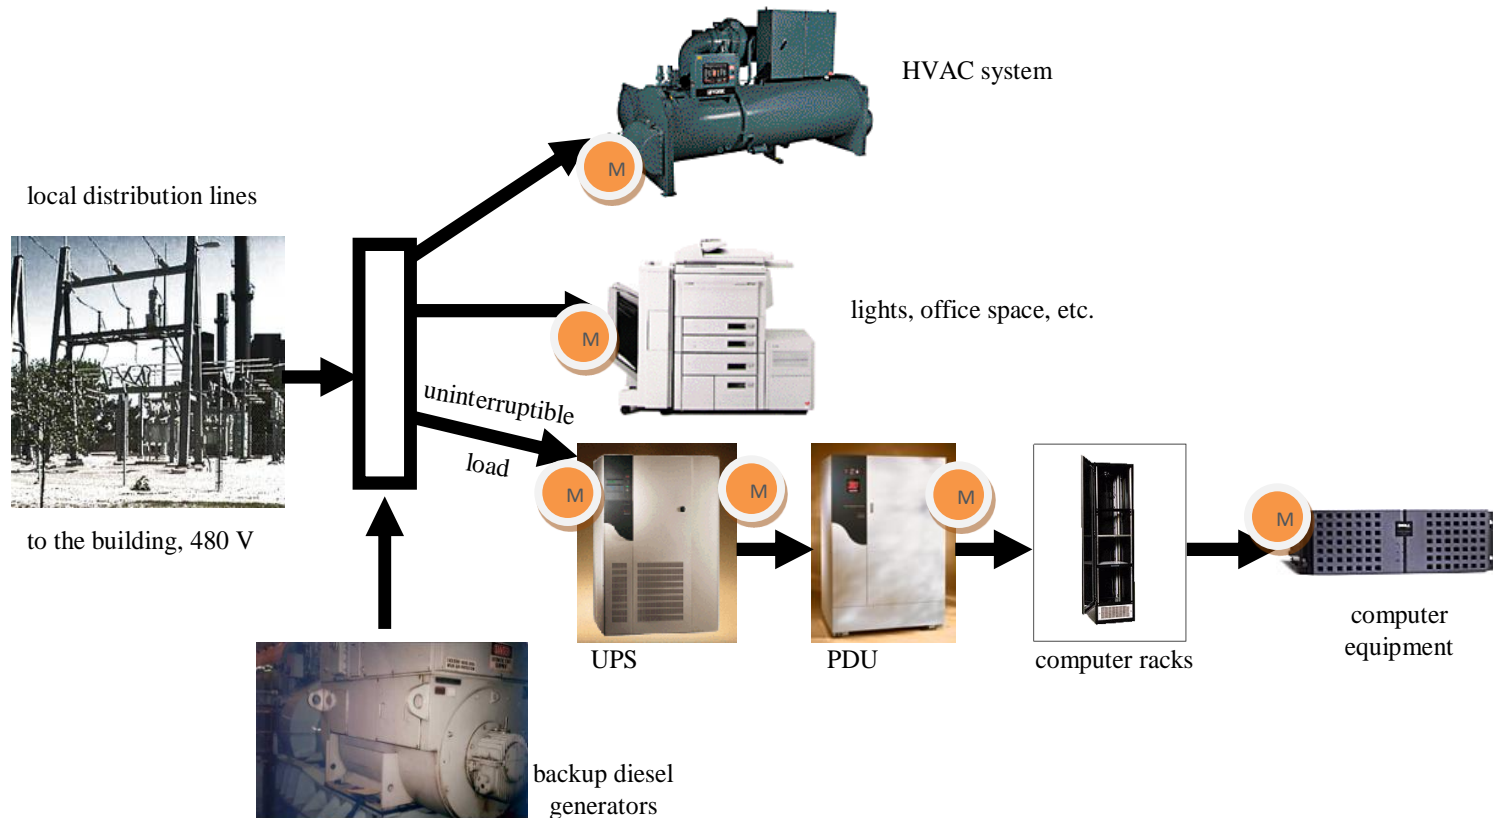 HVAC system
M
local distribution lines
lights, office space, etc.
M
uninterruptible
load
M
M
M
M
to the building, 480 V
UPS
PDU
computer racks
computer
equipment
backup diesel
generators